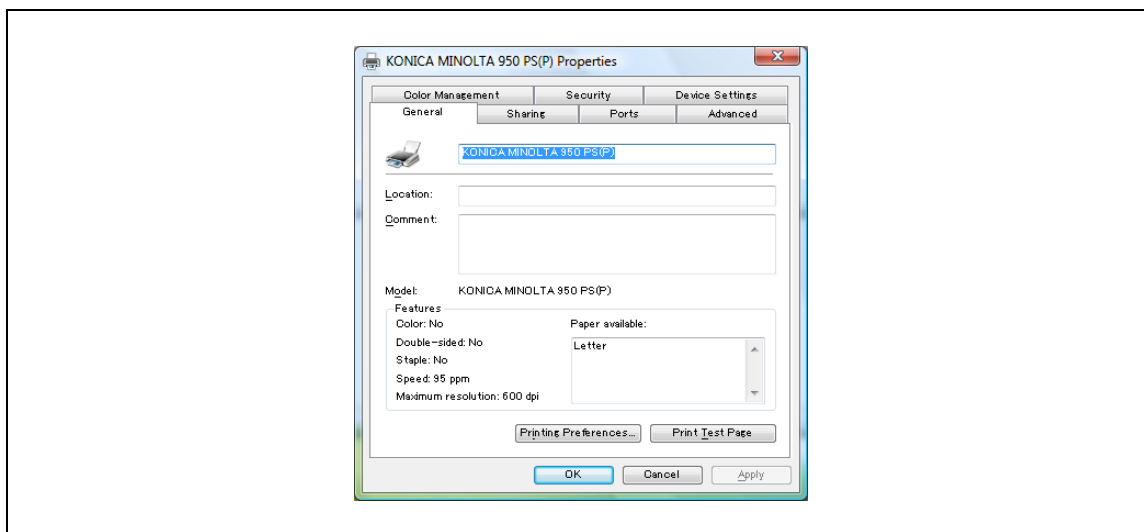 KONICA MINOLTA 950 PS(P) Properties
X
Color Management Security Device Settings
General Sharing Ports Advanced
KONICA MINOLTA 950 PS(P)
Location:
Comment:
Model: KONICA MINOLTA 950 PS(P)
Features
Color: No Paper available:
Double-sided: No Letter
Staple: No
Speed: 95 ppm
Maximum resolution: 600 dpi
Printing Preferences... Print Test Page
OK Cancel Apply